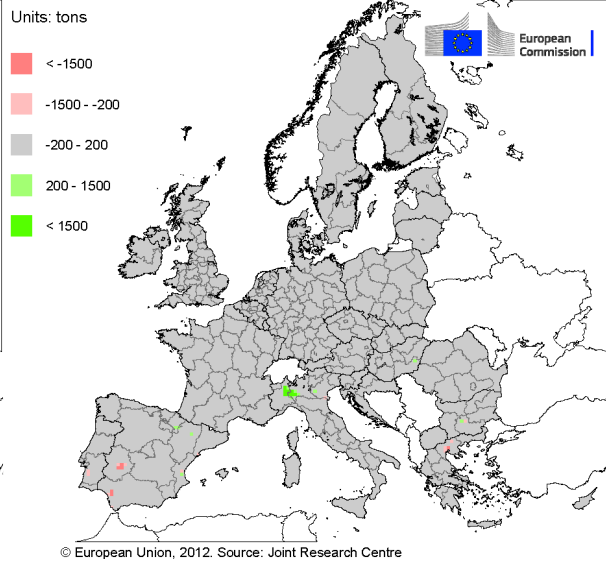 Units: tons
< -1500
-1500 - -200
-200 - 200
200 - 1500
< 1500
European
Commission
© European Union, 2012. Source: Joint Research Centre